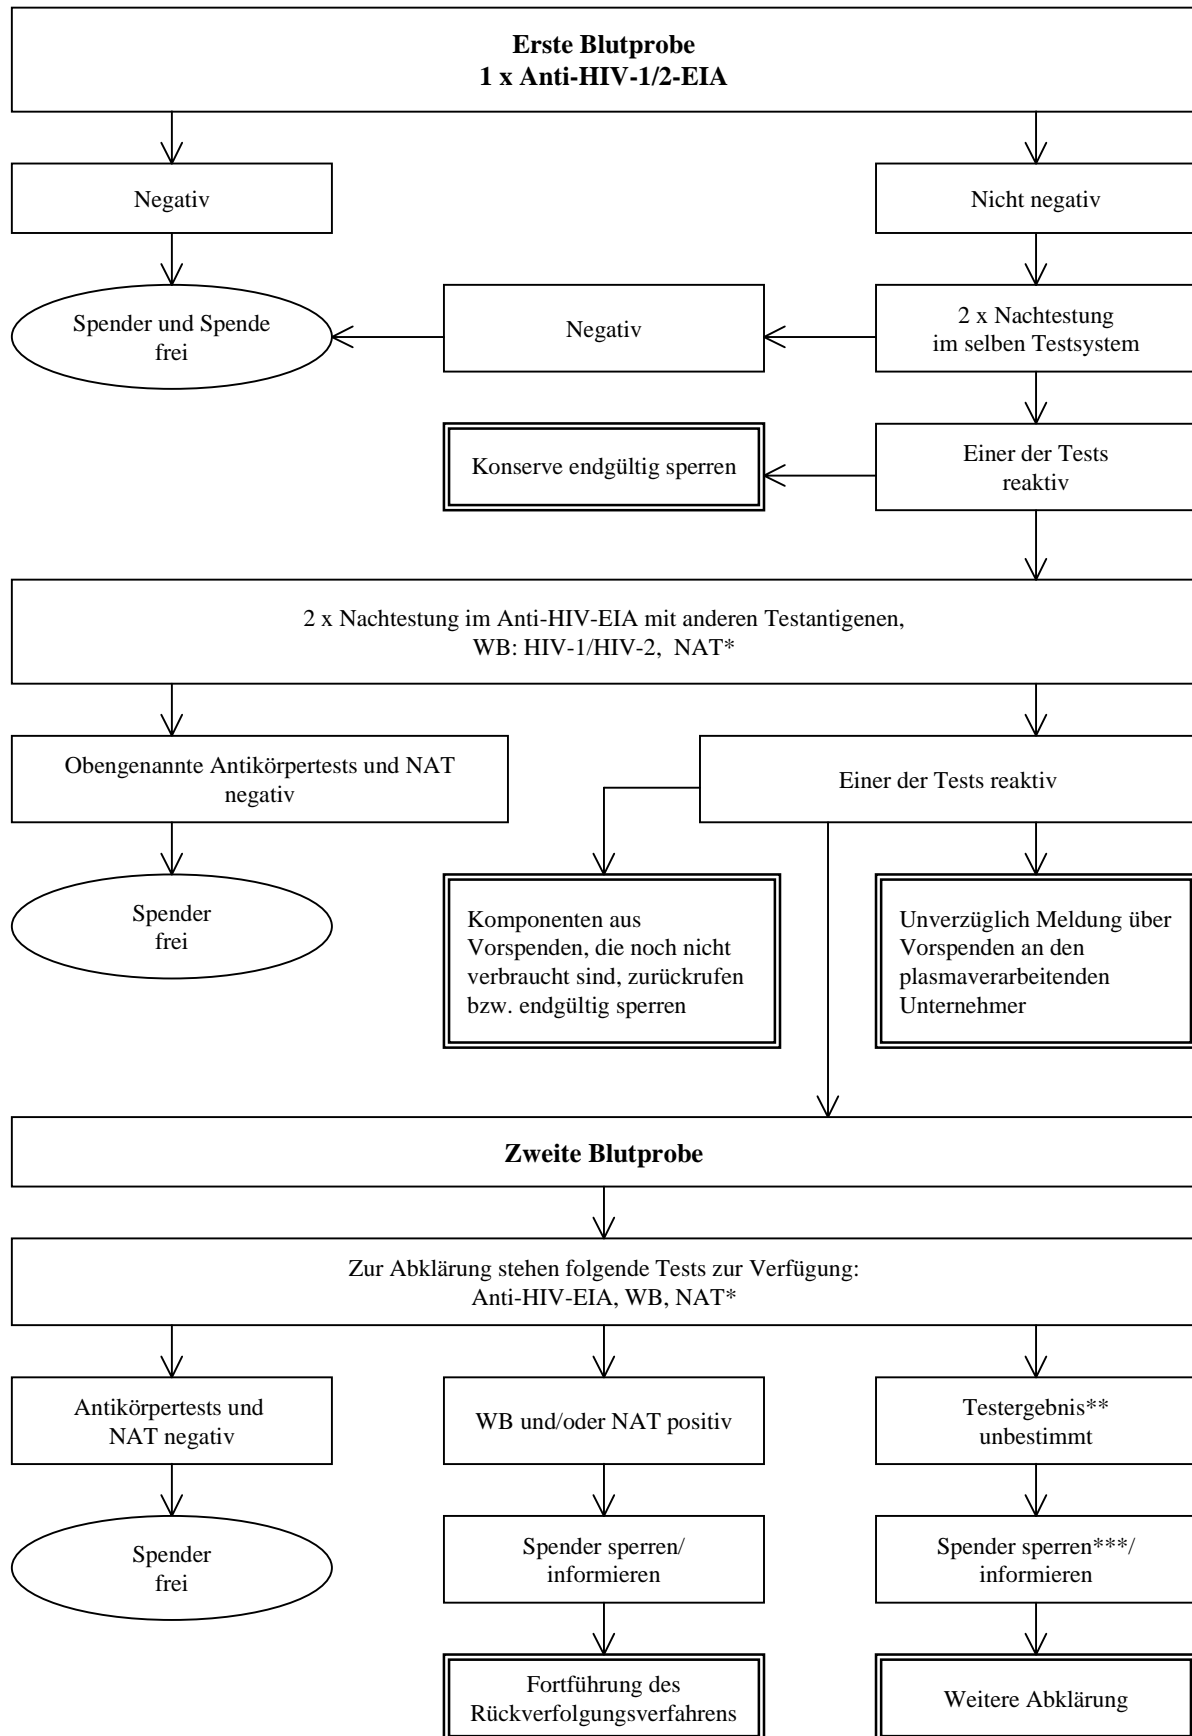 Erste Blutprobe
1 x Anti-HIV-1/2-EIA
Negativ
Nicht negativ
Spender und Spende
frei
Negativ
2 x Nachtestung
im selben Testsystem
Konserve endgültig sperren
Einer der Tests
reaktiv
2 x Nachtestung im Anti-HIV-EIA mit anderen Testantigenen,
WB: HIV-1/HIV-2, NAT*
Obengenannte Antikörpertests und NAT
negativ
Einer der Tests reaktiv
Spender
frei
Komponenten aus
Vorspenden, die noch nicht
verbraucht sind, zurückrufen
bzw. endgültig sperren
Unverzüglich Meldung über
Vorspenden an den
plasmaverarbeitenden
Unternehmer
Zweite Blutprobe
Zur Abklärung stehen folgende Tests zur Verfügung:
Anti-HIV-EIA, WB, NAT*
Antikörpertests und
NAT negativ
WB und/oder NAT positiv
Testergebnis**
unbestimmt
Spender
frei
Spender sperren/
informieren
Spender sperren***/
informieren
Fortführung des
Rückverfolgungsverfahrens
Weitere Abklärung